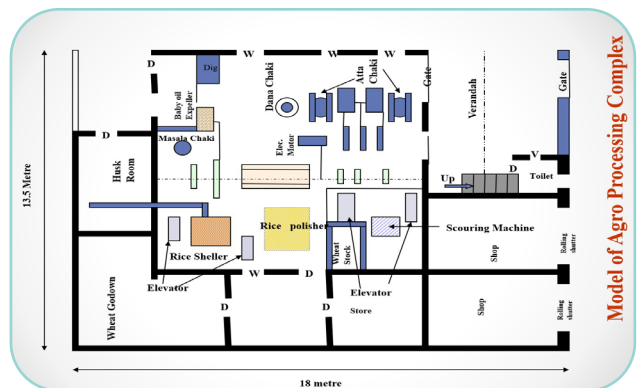 W
W
W
D
Dig
Baby oil
Expeller
Dana Chaki
Atta
Chaki
Gate
Verandah
Gate
Masala Chaki
D
Husk
Room
Elec.
Motor
V
D
Toilet
Up
13.5 Metre
Rice polisher
Rice Sheller
Wheat
Stock
Scouring Machine
Shop
Rolling
shutter
Elevator
W
D
Elevator
Wheat Godown
D
D
Store
Shop
Rolling
shutter
18 metre
Model of Agro Processing Complex